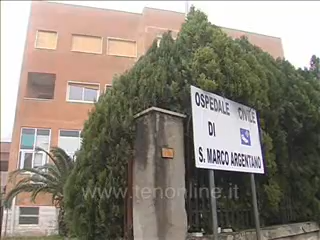 OSPEDALE CIVILE
DI
S. MARCO ARGENTANO
© www.tenonline.it